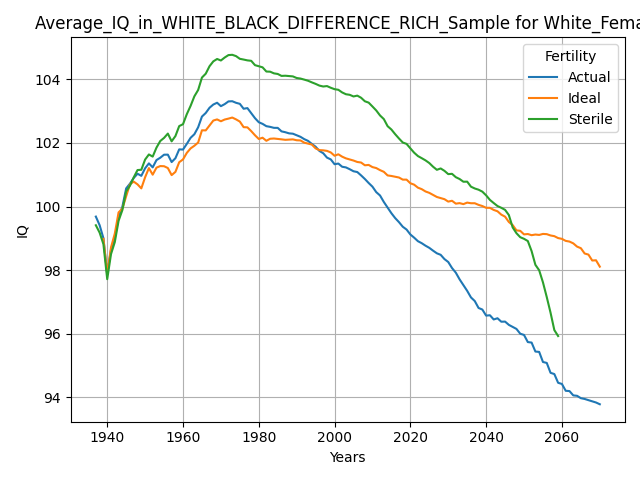 Average_IQ_in_WHITE_BLACK_DIFFERENCE_RICH_Sample for White_Fema
Fertility
Actual
Ideal
Sterile
IQ
104
102
100
98
96
94
1940 1960 1980 2000 2020 2040 2060
Years